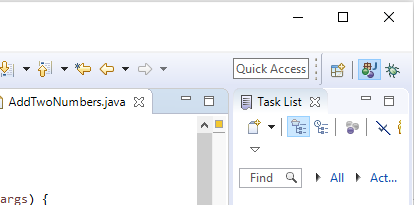 Quick Access
AddTwoNumbers.java
Task List
Find
All
Act...
args) {